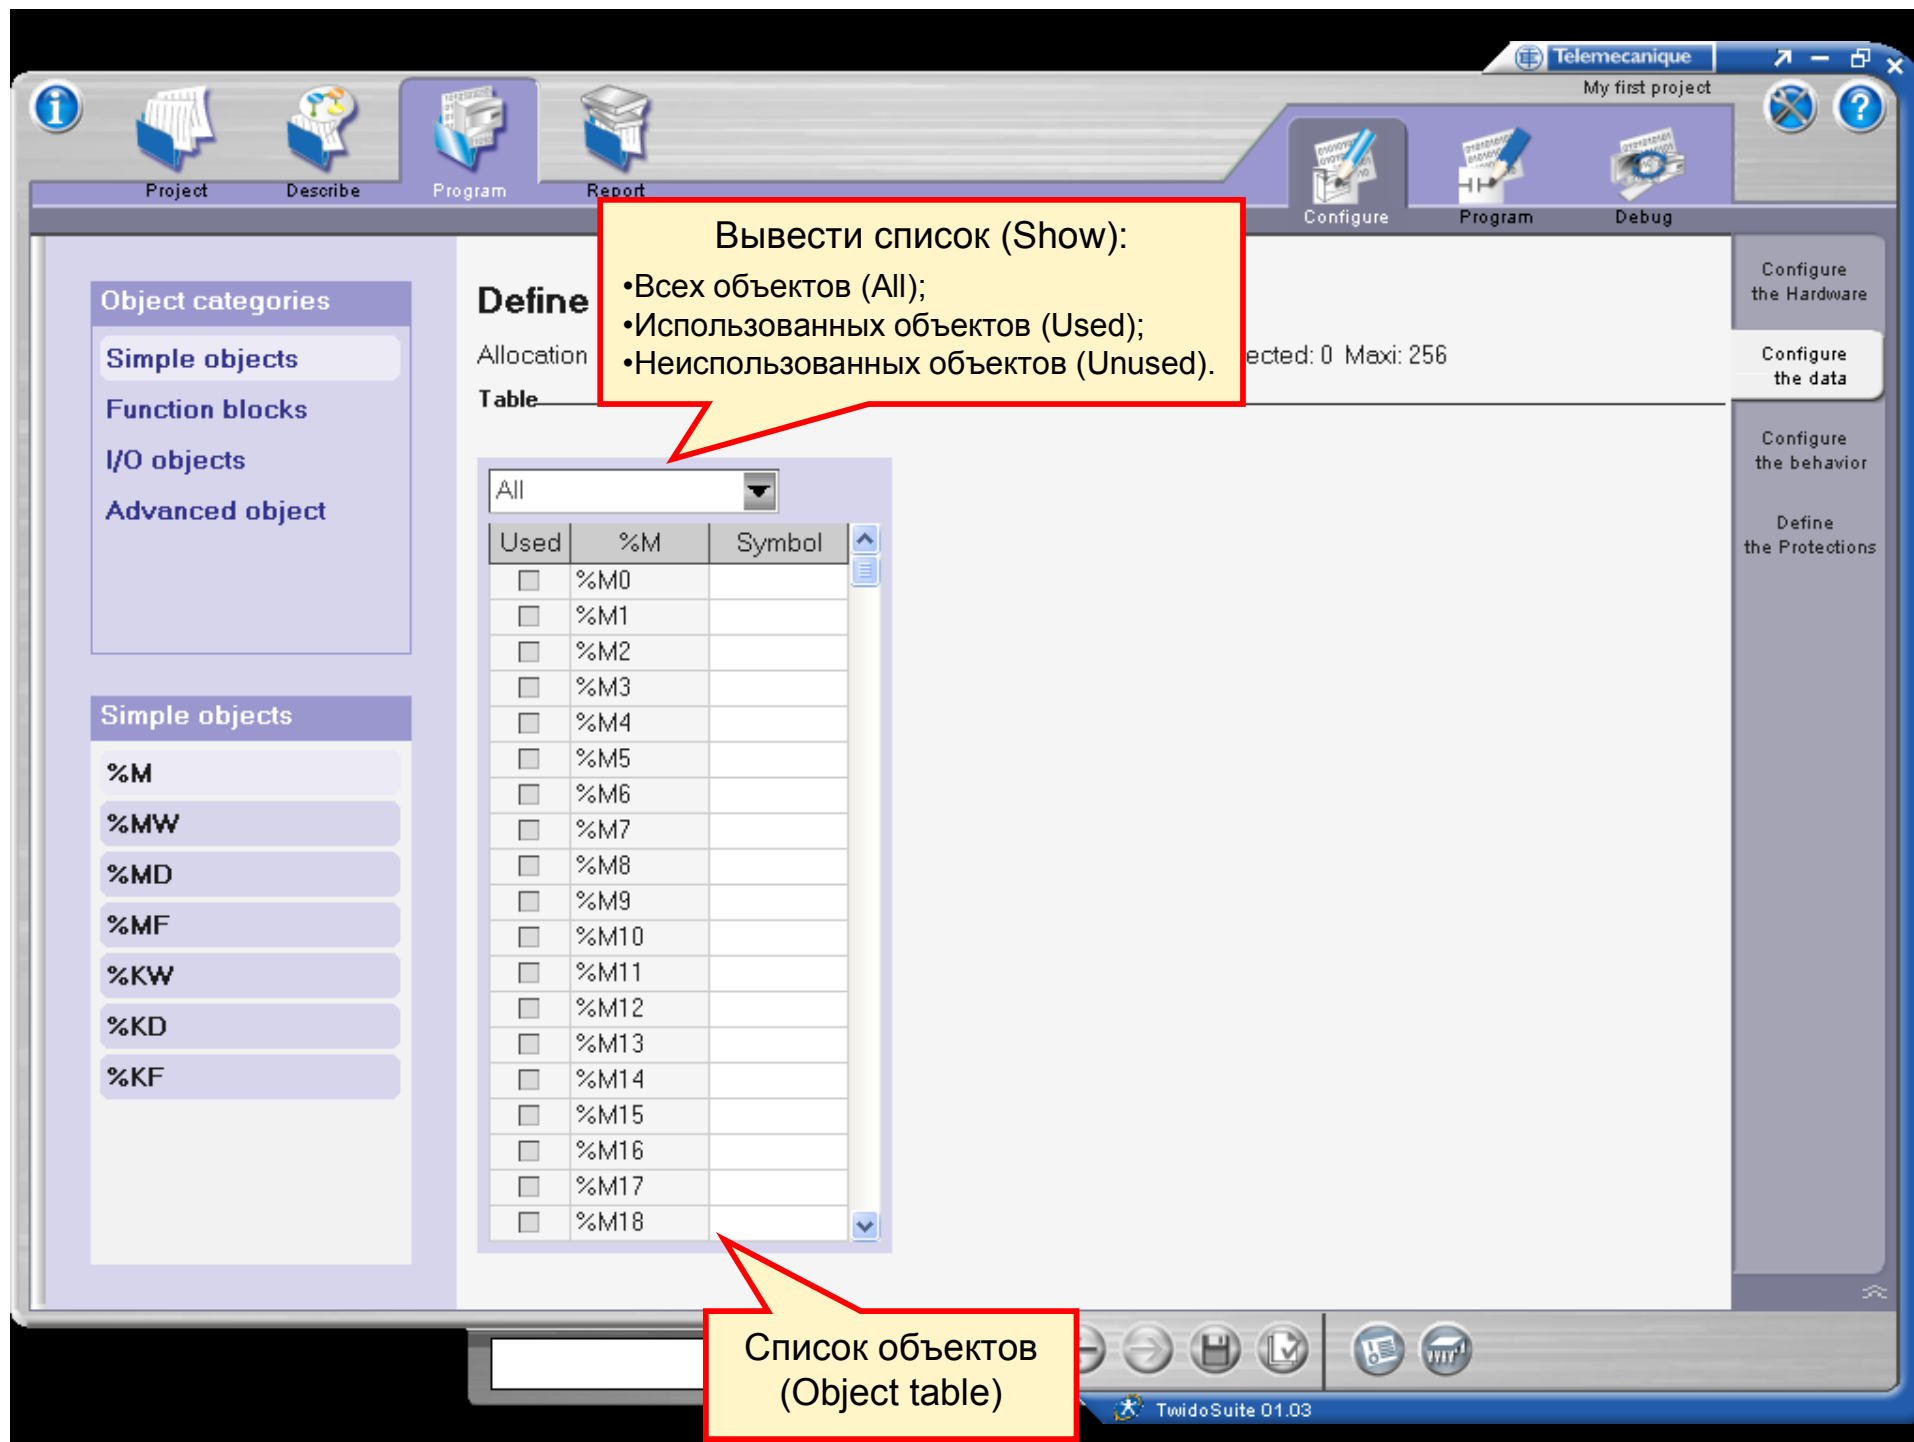 Telemecanique
My first project
Project
Describe
Program
Report
Configure
Program
Debug
Вывести список (Show):
•Всех объектов (All);
•Использованных объектов (Used);
•Неиспользованных объектов (Unused).
Object categories
Simple objects
Function blocks
I/O objects
Advanced object
Simple objects
%M
%MW
%MD
%MF
%KW
%KD
%KF
Define
Allocation
ected: 0 Maxi: 256
Table
All
Used %M Symbol
%M0
%M1
%M2
%M3
%M4
%M5
%M6
%M7
%M8
%M9
%M10
%M11
%M12
%M13
%M14
%M15
%M16
%M17
%M18
Configure
the Hardware
Configure
the data
Configure
the behavior
Define
the Protections
Список объектов
(Object table)
TwidoSuite 01.03